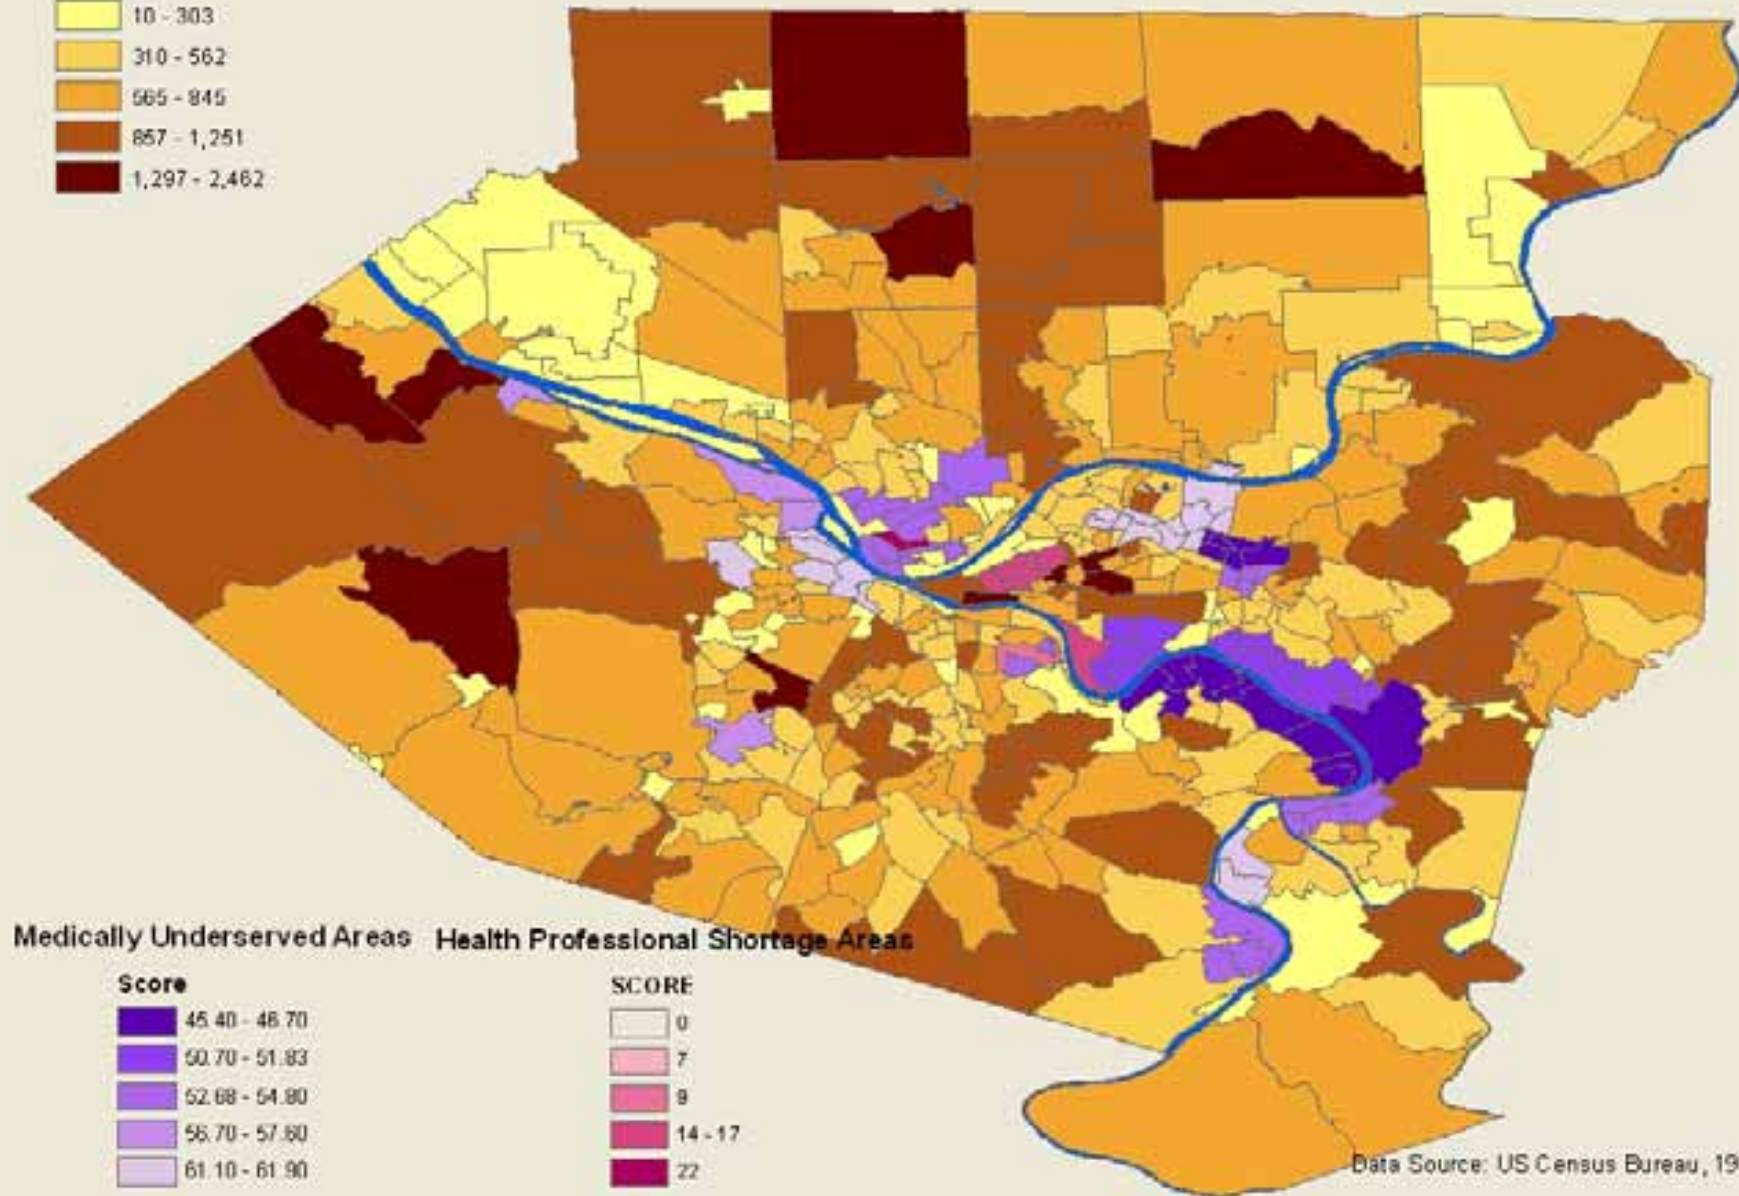 10 - 303
310 - 562
565 - 845
857 - 1,251
1,297 - 2,462
Medically Underserved Areas
Score
45.40 - 46.70
50.70 - 51.83
52.68 - 54.80
56.70 - 57.60
61.10 - 61.90
Health Professional Shortage Areas
SCORE
0
7
9
14 - 17
22
Data Source: US Census Bureau, 19